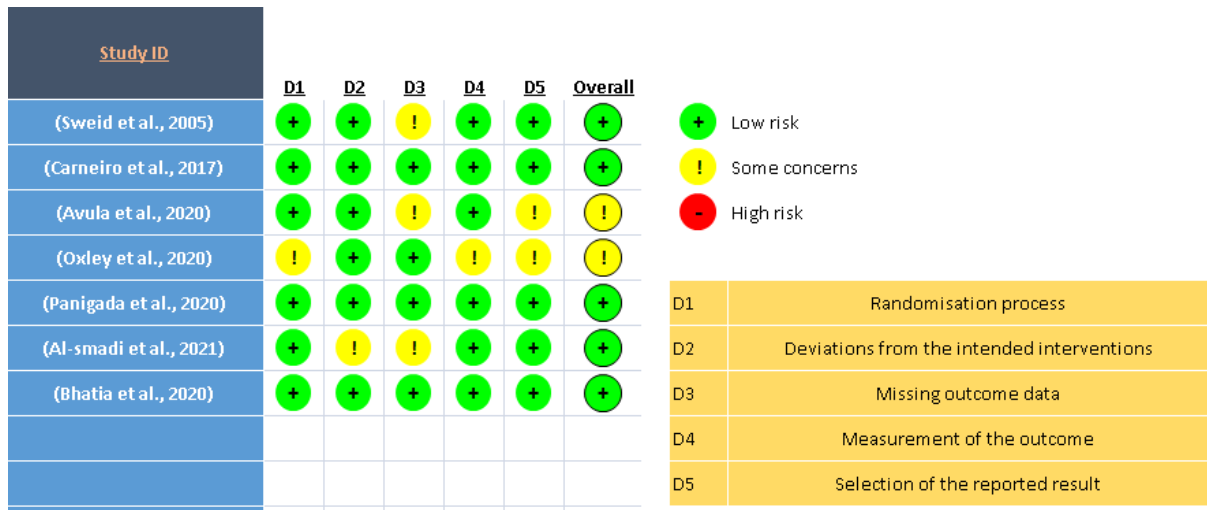 Study ID
D1 D2 D3 D4 D5 Overall
(Sweid et al., 2005) + + ! + + +
(Carneiro et al., 2017) + + + + + +
(Avula et al., 2020) + + ! + ! !
(Oxley et al., 2020) ! + + ! ! !
(Panigada et al., 2020) + + + + + +
(Al-smadi et al., 2021) + ! ! + + +
(Bhatia et al., 2020) + + + + + +
+ Low risk
! Some concerns
- High risk
D1 Randomisation process
D2 Deviations from the intended interventions
D3 Missing outcome data
D4 Measurement of the outcome
D5 Selection of the reported result